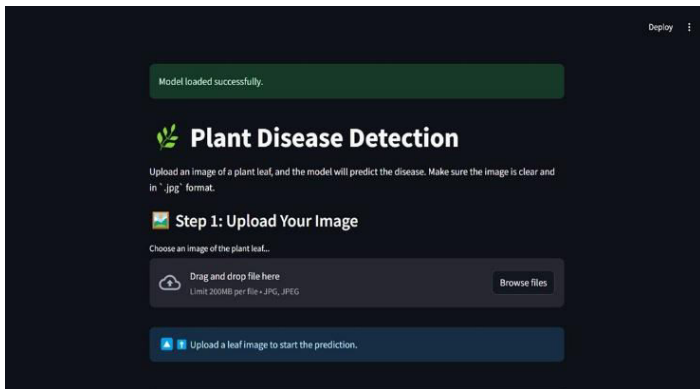 Deploy
Model loaded successfully.
Plant Disease Detection
Upload an image of a plant leaf, and the model will predict the disease. Make sure the image is clear and
in `.jpg` format.
Step 1: Upload Your Image
Choose an image of the plant leaf...
Drag and drop file here
Limit 200MB per file • JPG, JPEG
Browse files
Upload a leaf image to start the prediction.